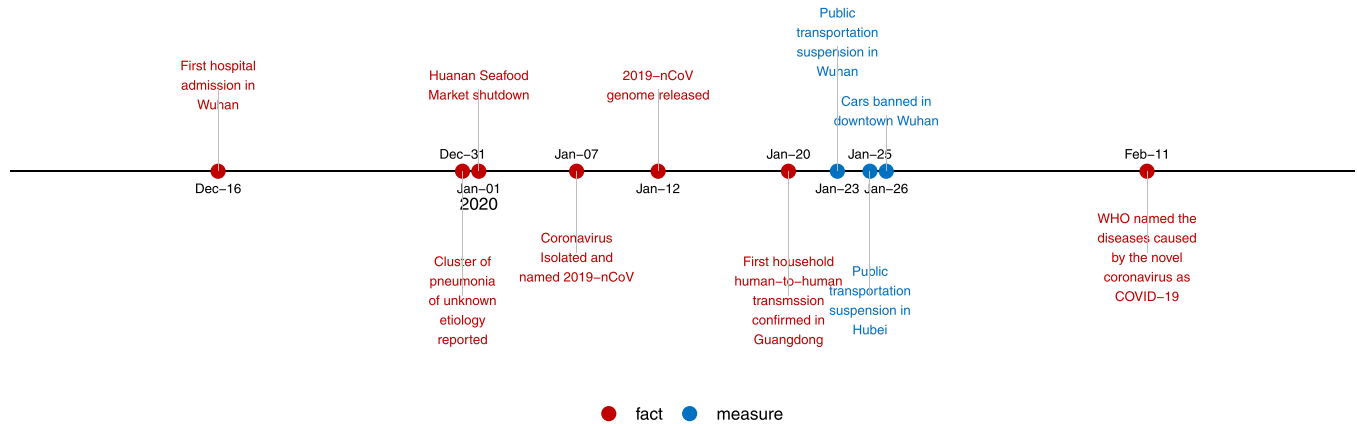 Public
transportation
suspension in
Wuhan
First hospital
admission in
Wuhan
Huanan Seafood
Market shutdown
2019−nCoV
genome released
Cars banned in
downtown Wuhan
Dec−31
Jan−07
Jan−20
Jan−25
Feb−11
Dec−16
Jan−01
2020
Jan−12
Jan−23
Jan−26
Cluster of
pneumonia
of unknown
etiology
reported
Coronavirus
Isolated and
named 2019−nCoV
First household
human−to−human
transmssion
confirmed in
Guangdong
Public
transportation
suspension in
Hubei
WHO named the
diseases caused
by the novel
coronavirus as
COVID−19
fact
measure